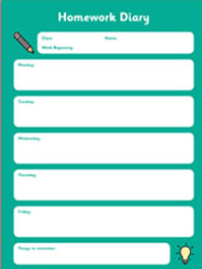 Homework Diary
Class: Name:
Week Beginning:
Monday
Tuesday
Wednesday
Thursday
Friday
Things to remember: